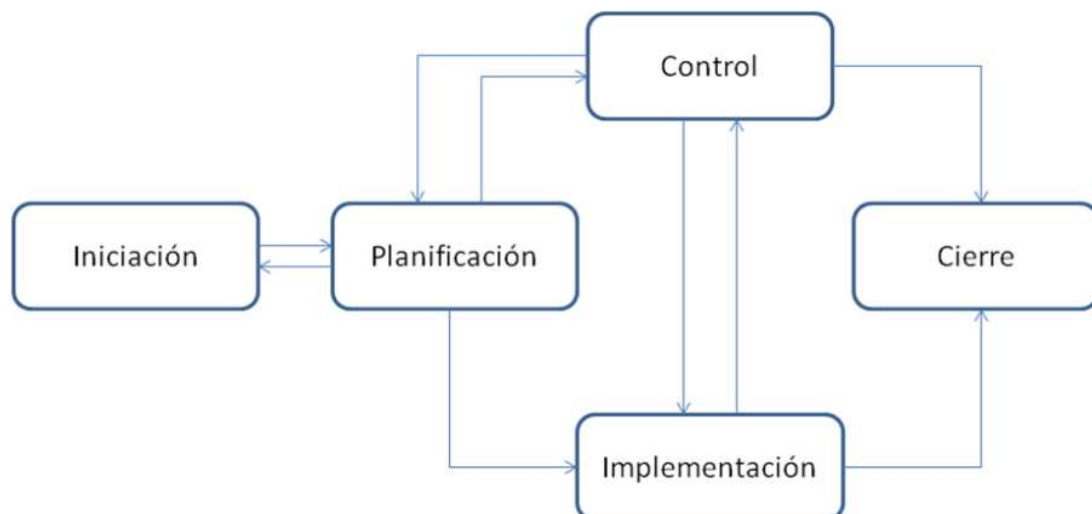 Control
Iniciación
Planificación
Cierre
Implementación